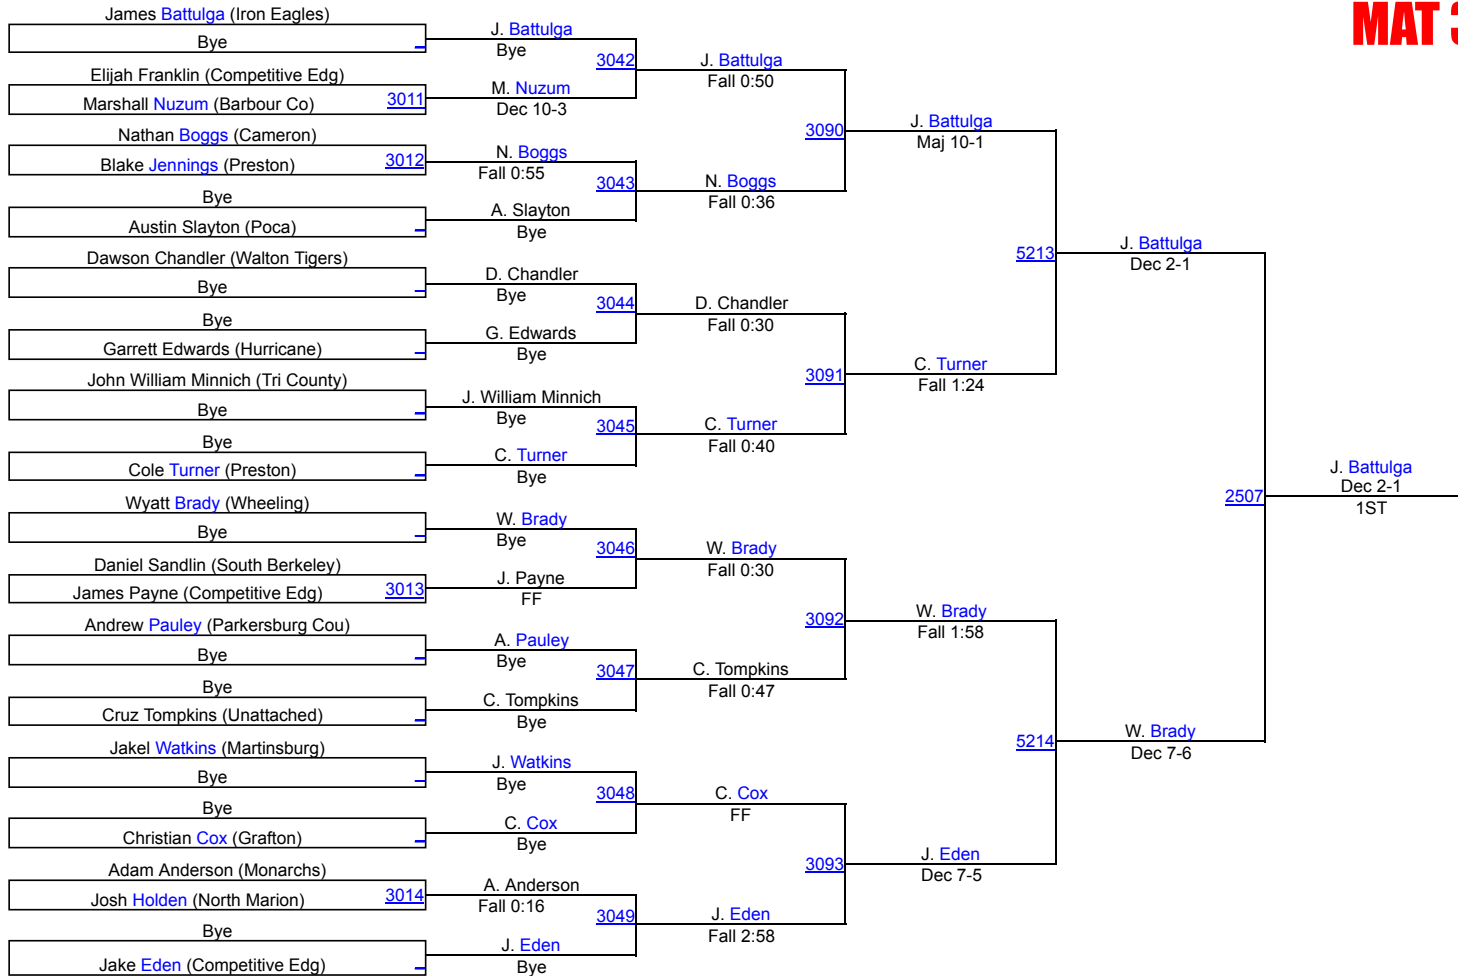 MAT 3
James Battulga (Iron Eagles)
Bye
Elijah Franklin (Competitive Edg)
Marshall Nuzum (Barbour Co)
3011
Nathan Boggs (Cameron)
Blake Jennings (Preston)
3012
Bye
Austin Slayton (Poca)
Dawson Chandler (Walton Tigers)
Bye
Bye
Garrett Edwards (Hurricane)
John William Minnich (Tri County)
Bye
Bye
Cole Turner (Preston)
Wyatt Brady (Wheeling)
Bye
Daniel Sandlin (South Berkeley)
James Payne (Competitive Edg)
3013
Andrew Pauley (Parkersburg Cou)
Bye
Bye
Cruz Tompkins (Unattached)
Jakel Watkins (Martinsburg)
Bye
Bye
Christian Cox (Grafton)
Adam Anderson (Monarchs)
Josh Holden (North Marion)
3014
Bye
Jake Eden (Competitive Edg)
J. Battulga
Bye
3042
M. Nuzum
Dec 10-3
N. Boggs
Fall 0:55
3043
A. Slayton
Bye
D. Chandler
Bye
3044
G. Edwards
Bye
J. William Minnich
Bye
3045
C. Turner
Bye
W. Brady
Bye
3046
J. Payne
FF
A. Pauley
Bye
3047
C. Tompkins
Bye
J. Watkins
Bye
3048
C. Cox
Bye
A. Anderson
Fall 0:16
3049
J. Eden
Bye
J. Battulga
Fall 0:50
3090
N. Boggs
Fall 0:36
D. Chandler
Fall 0:30
3091
C. Turner
Fall 0:40
W. Brady
Fall 0:30
3092
C. Tompkins
Fall 0:47
C. Cox
FF
3093
J. Eden
Fall 2:58
J. Battulga
Maj 10-1
5213
C. Turner
Fall 1:24
W. Brady
Fall 1:58
5214
J. Eden
Dec 7-5
J. Battulga
Dec 2-1
2507
W. Brady
Dec 7-6
J. Battulga
Dec 2-1
1ST